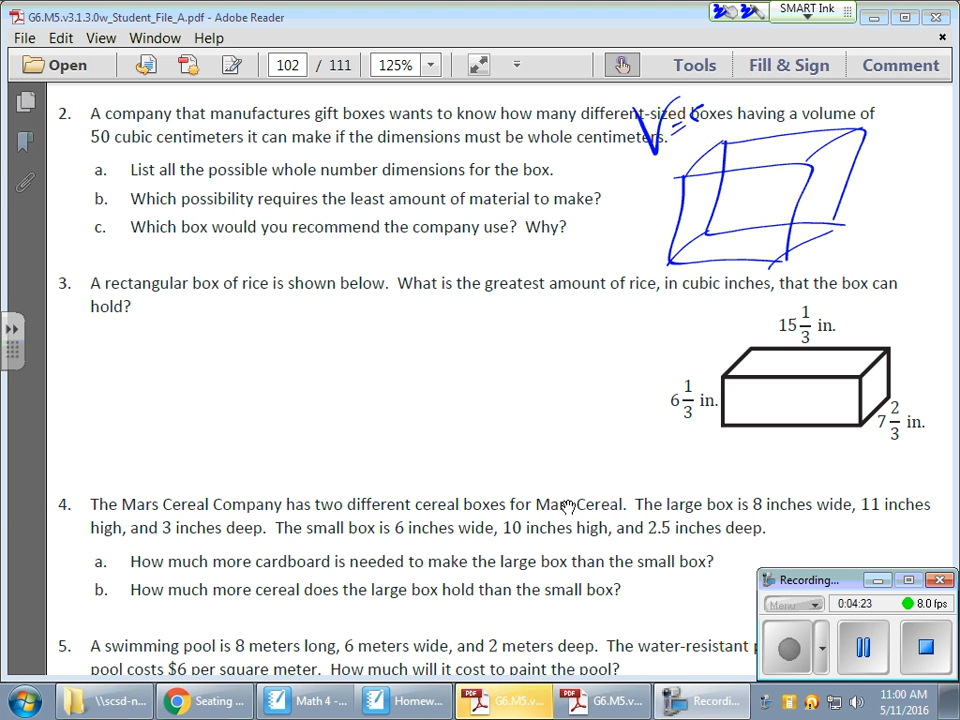 G6.M5.v3.1.3.0w_Student_File_A.pdf - Adobe Reader
SMART Ink
File Edit View Window Help
Open 102 / 111 125% Tools Fill & Sign Comment
V =
2. A company that manufactures gift boxes wants to know how many different-sized boxes having a volume of
50 cubic centimeters it can make if the dimensions must be whole centimeters.
a. List all the possible whole number dimensions for the box.
b. Which possibility requires the least amount of material to make?
c. Which box would you recommend the company use? Why?
3. A rectangular box of rice is shown below. What is the greatest amount of rice, in cubic inches, that the box can
hold?
15 1/3 in.
6 1/3 in.
7 2/3 in.
4. The Mars Cereal Company has two different cereal boxes for Mars Cereal. The large box is 8 inches wide, 11 inches
high, and 3 inches deep. The small box is 6 inches wide, 10 inches high, and 2.5 inches deep.
a. How much more cardboard is needed to make the large box than the small box?
b. How much more cereal does the large box hold than the small box?
5. A swimming pool is 8 meters long, 6 meters wide, and 2 meters deep. The water-resistant
pool costs $6 per square meter. How much will it cost to paint the pool?
Recording...
Menu 0:04:23 8.0 fps
\\sccd-n... Seating ... Math 4 -... Homew... G6.M5.v... G6.M5.v... Recordi...
11:00 AM
5/11/2016